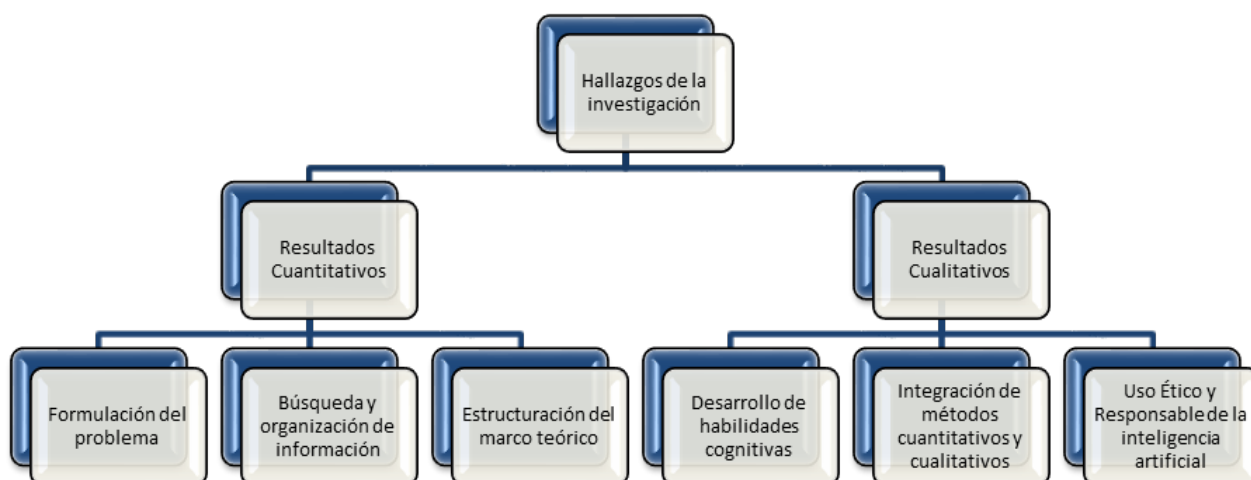 Hallazgos de la
investigación
Resultados
Cuantitativos
Resultados
Cualitativos
Formulación del
problema
Búsqueda y
organización de
información
Estructuración del
marco teórico
Desarrollo de
habilidades
cognitivas
Integración de
métodos
cuantitativos y
cualitativos
Uso Ético y
Responsable de la
inteligencia
artificial